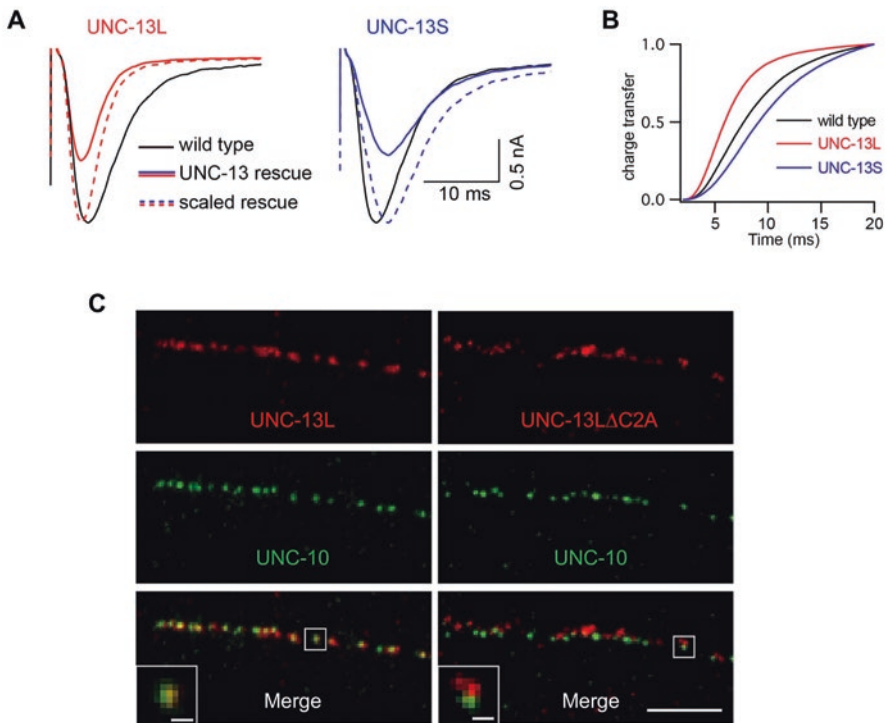 A
UNC-13L
UNC-13S
wild type
UNC-13 rescue
scaled rescue
10 ms
0.5 nA
B
charge transfer
1.0
0.5
0.0
5
10
15
20
Time (ms)
wild type
UNC-13L
UNC-13S
C
UNC-13L
UNC-13LΔC2A
UNC-10
UNC-10
Merge
Merge